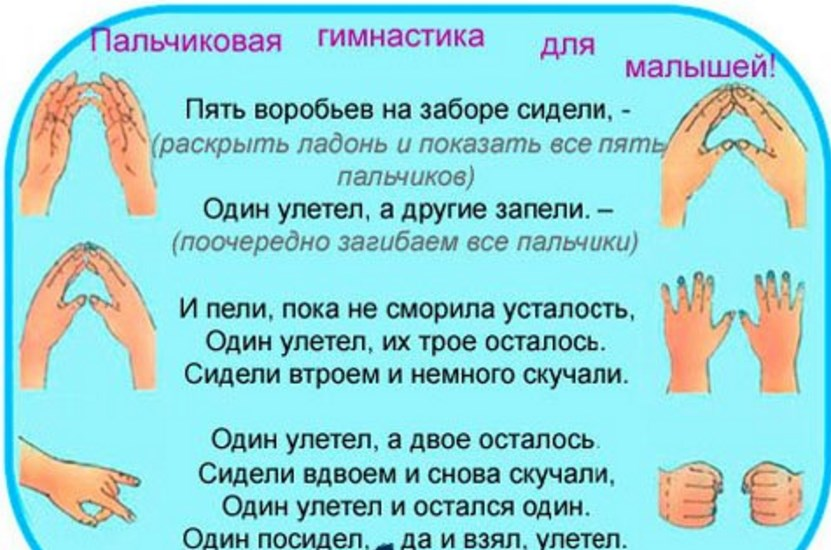 Пальчиковая гимнастика для малышей!
Пять воробьев на заборе сидели, -
(раскрыть ладонь и показать все пять
пальчиков)
Один улетел, а другие запели. –
(поочередно загибаем все пальчики)
И пели, пока не сморила усталость,
Один улетел, их трое осталось.
Сидели втроем и немного скучали.
Один улетел, а двое осталось.
Сидели вдвоем и снова скучали,
Один улетел и остался один.
Один посидел, да и взял, улетел.